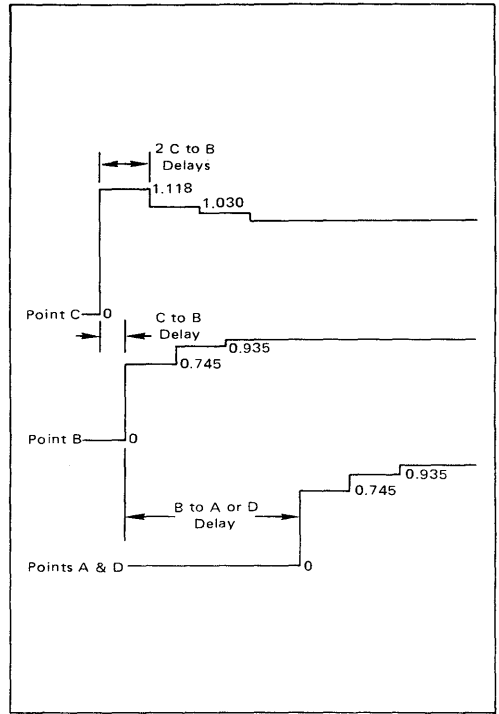 2 C to B
Delays
1.118
1.030
Point C
0
C to B
Delay
0.935
0.745
Point B
0
0.935
B to A or D
Delay
0.745
Points A & D
0